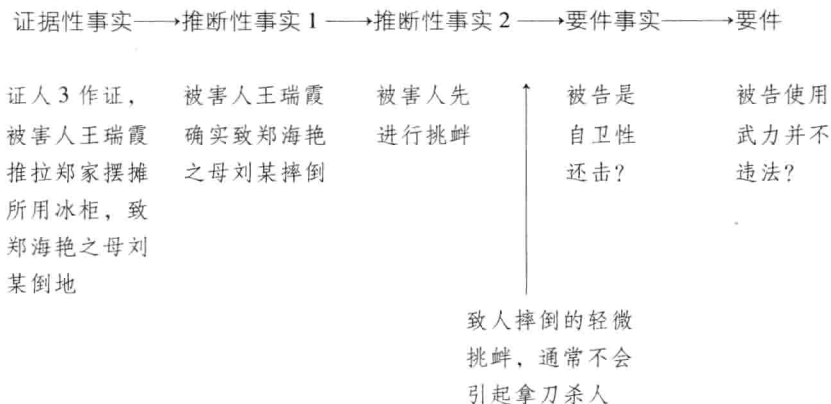 证据性事实——→推断性事实 1 ——→推断性事实 2 ——→要件事实——→要件
证人 3 作证，
被害人王瑞霞
推拉郑家摆摊
所用冰柜，致
郑海艳之母刘
某倒地
被害人王瑞霞
确实致郑海艳
之母刘某摔倒
被害人先
进行挑衅
被告是
自卫性
还击？
被告使用
武力并不
违法？
致人摔倒的轻微
挑衅，通常不会
引起拿刀杀人